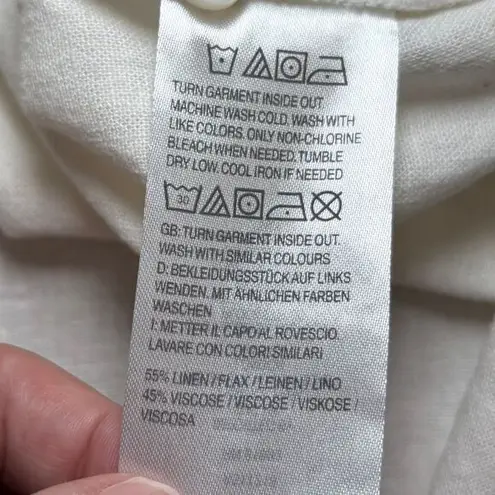 TURN GARMENT INSIDE OUT.
MACHINE WASH COLD. WASH WITH
LIKE COLORS. ONLY NON-CHLORINE
BLEACH WHEN NEEDED. TUMBLE
DRY LOW. COOL IRON IF NEEDED
30
GB: TURN GARMENT INSIDE OUT.
WASH WITH SIMILAR COLOURS
D: BEKLEIDUNGSSTÜCK AUF LINKS
WENDEN. MIT ÄHNLICHEN FARBEN
WASCHEN
I: METTERE IL CAPO AL ROVESCIO.
LAVARE CON COLORI SIMILARI
55% LINEN / FLAX / LEINEN / LINO
45% VISCOSE / VISCOSE / VISKOSE /
VISCOSA